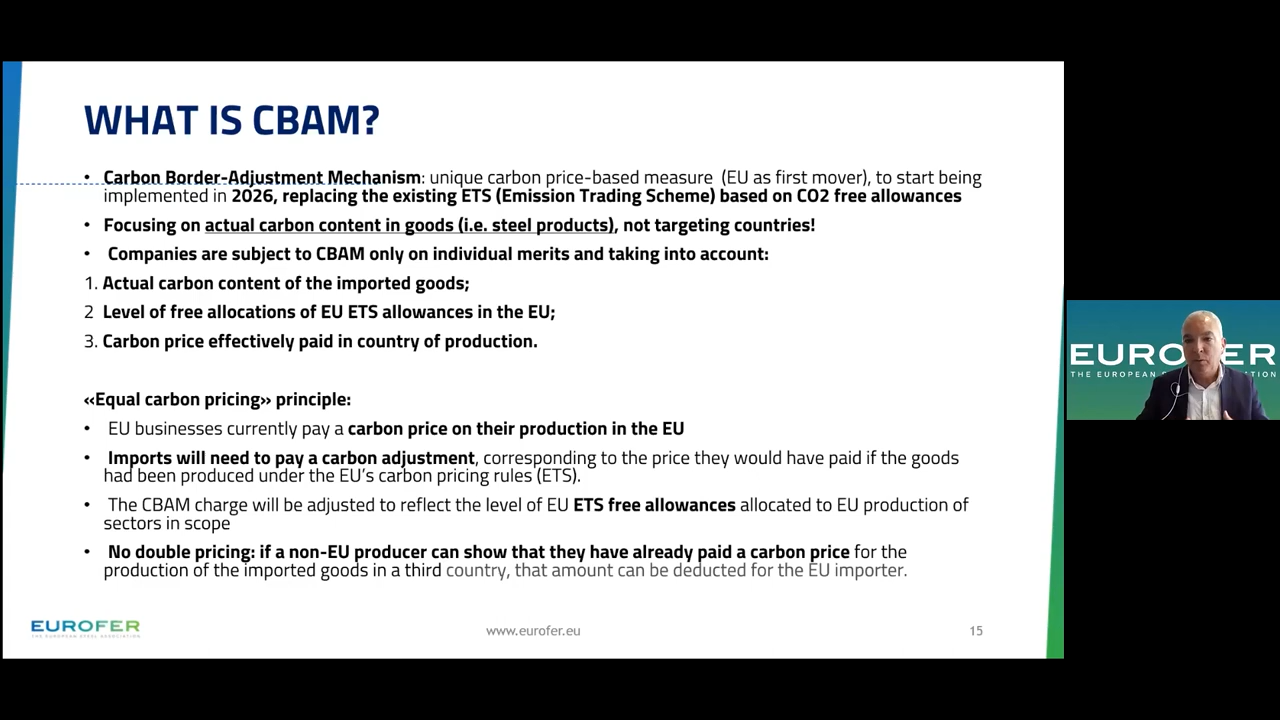 WHAT IS CBAM?
• Carbon Border-Adjustment Mechanism: unique carbon price-based measure (EU as first mover), to start being
implemented in 2026, replacing the existing ETS (Emission Trading Scheme) based on CO2 free allowances
• Focusing on actual carbon content in goods (i.e. steel products), not targeting countries!
• Companies are subject to CBAM only on individual merits and taking into account:
1. Actual carbon content of the imported goods;
2 Level of free allocations of EU ETS allowances in the EU;
3. Carbon price effectively paid in country of production.
«Equal carbon pricing» principle:
• EU businesses currently pay a carbon price on their production in the EU
• Imports will need to pay a carbon adjustment, corresponding to the price they would have paid if the goods
had been produced under the EU's carbon pricing rules (ETS).
• The CBAM charge will be adjusted to reflect the level of EU ETS free allowances allocated to EU production of
sectors in scope
• No double pricing: if a non-EU producer can show that they have already paid a carbon price for the
production of the imported goods in a third country, that amount can be deducted for the EU importer.
EUROFER
THE EUROPEAN STEEL ASSOCIATION
www.eurofer.eu
15
EURO ER
THE EUROPEAN